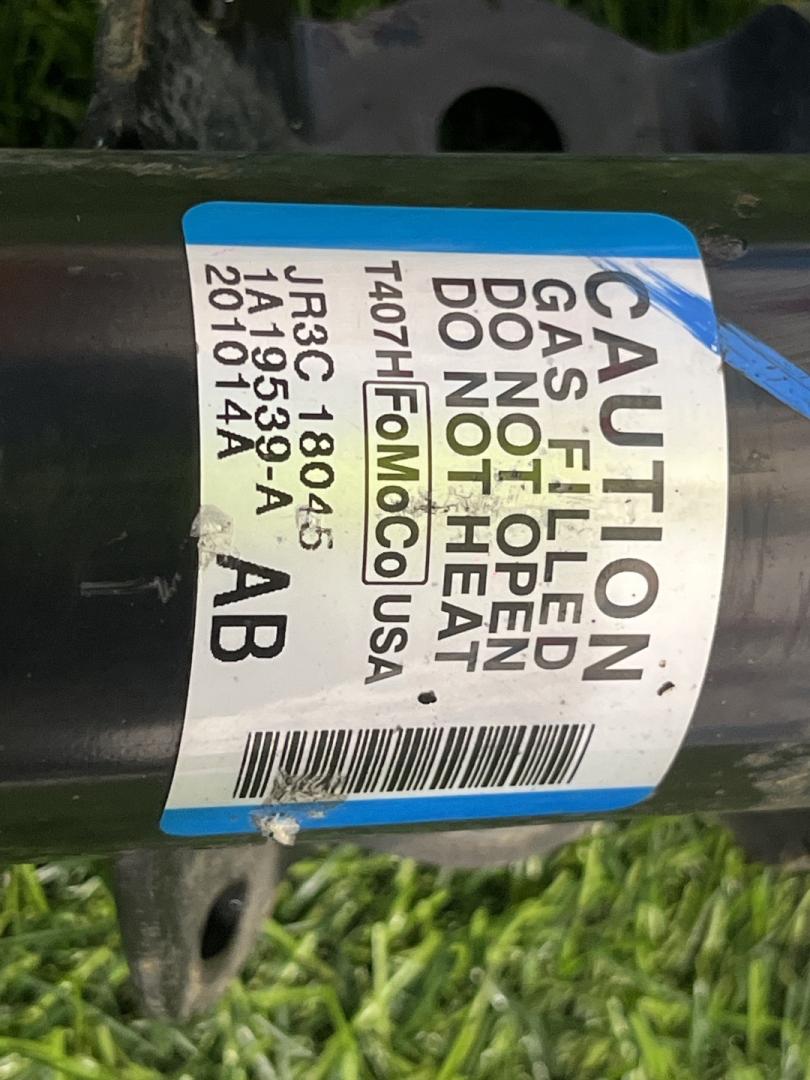 CAUTION
GAS FILLED
DO NOT OPEN
DO NOT HEAT
T407H FoMoCo USA
JR3C 18045
1A19539-A
201014A AB